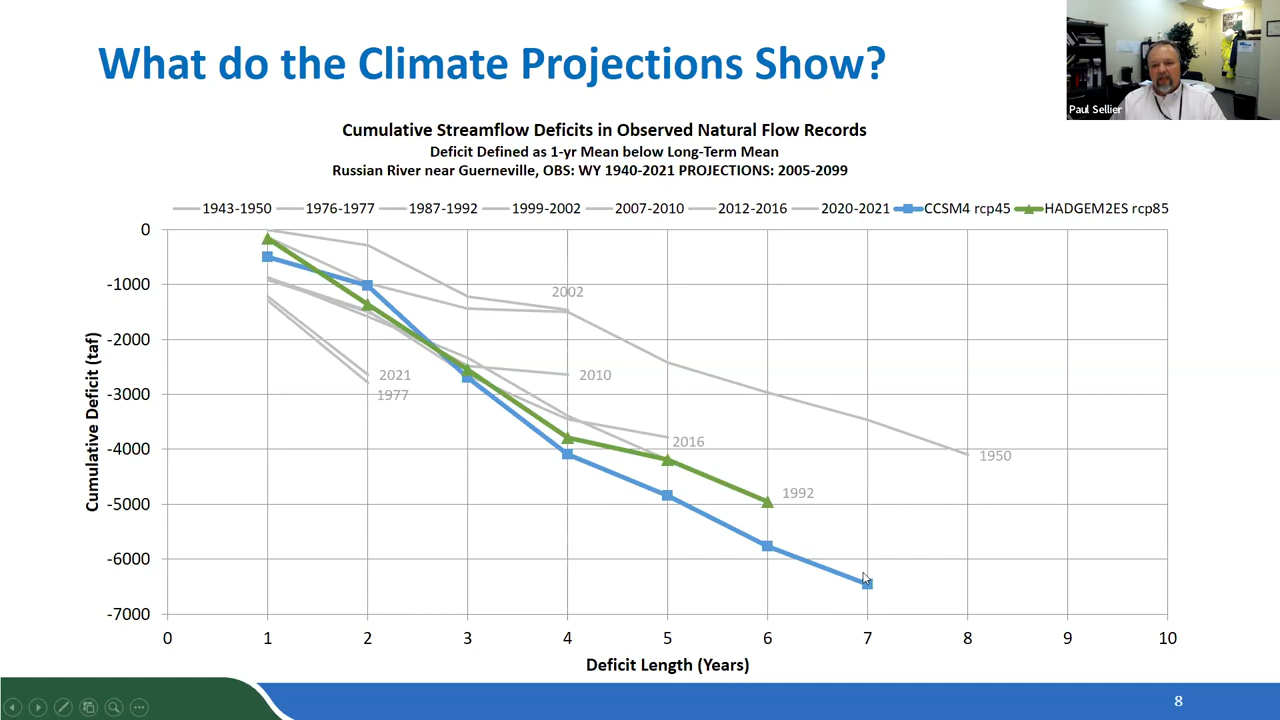 What do the Climate Projections Show?
Paul Sellier
Cumulative Streamflow Deficits in Observed Natural Flow Records
Deficit Defined as 1-yr Mean below Long-Term Mean
Russian River near Guerneville, OBS: WY 1940-2021 PROJECTIONS: 2005-2099
1943-1950 1976-1977 1987-1992 1999-2002 2007-2010 2012-2016 2020-2021 CCSM4 rcp45 HADGEM2ES rcp85
0
-1000
-2000
-3000
-4000
-5000
-6000
-7000
Cumulative Deficit (taf)
2002
2021
2010
1977
2016
1950
1992
0 1 2 3 4 5 6 7 8 9 10
Deficit Length (Years)
8